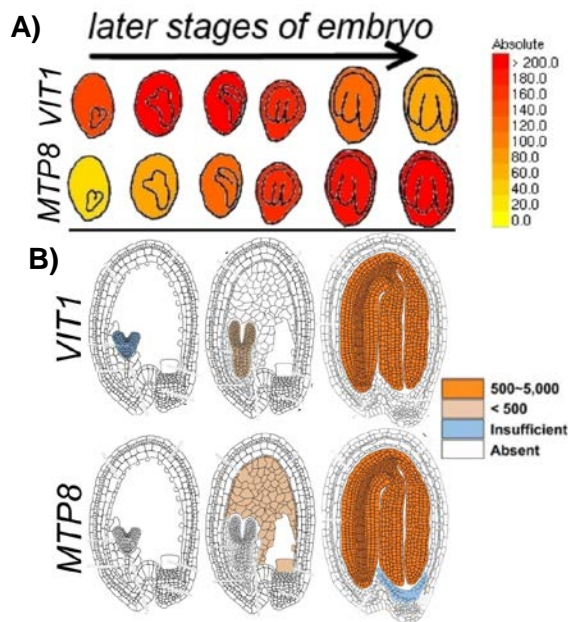 A)
later stages of embryo
VIT1
MTP8
Absolute
> 200.0
180.0
160.0
140.0
120.0
100.0
80.0
60.0
40.0
20.0
0.0
B)
VIT1
MTP8
500~5,000
< 500
Insufficient
Absent